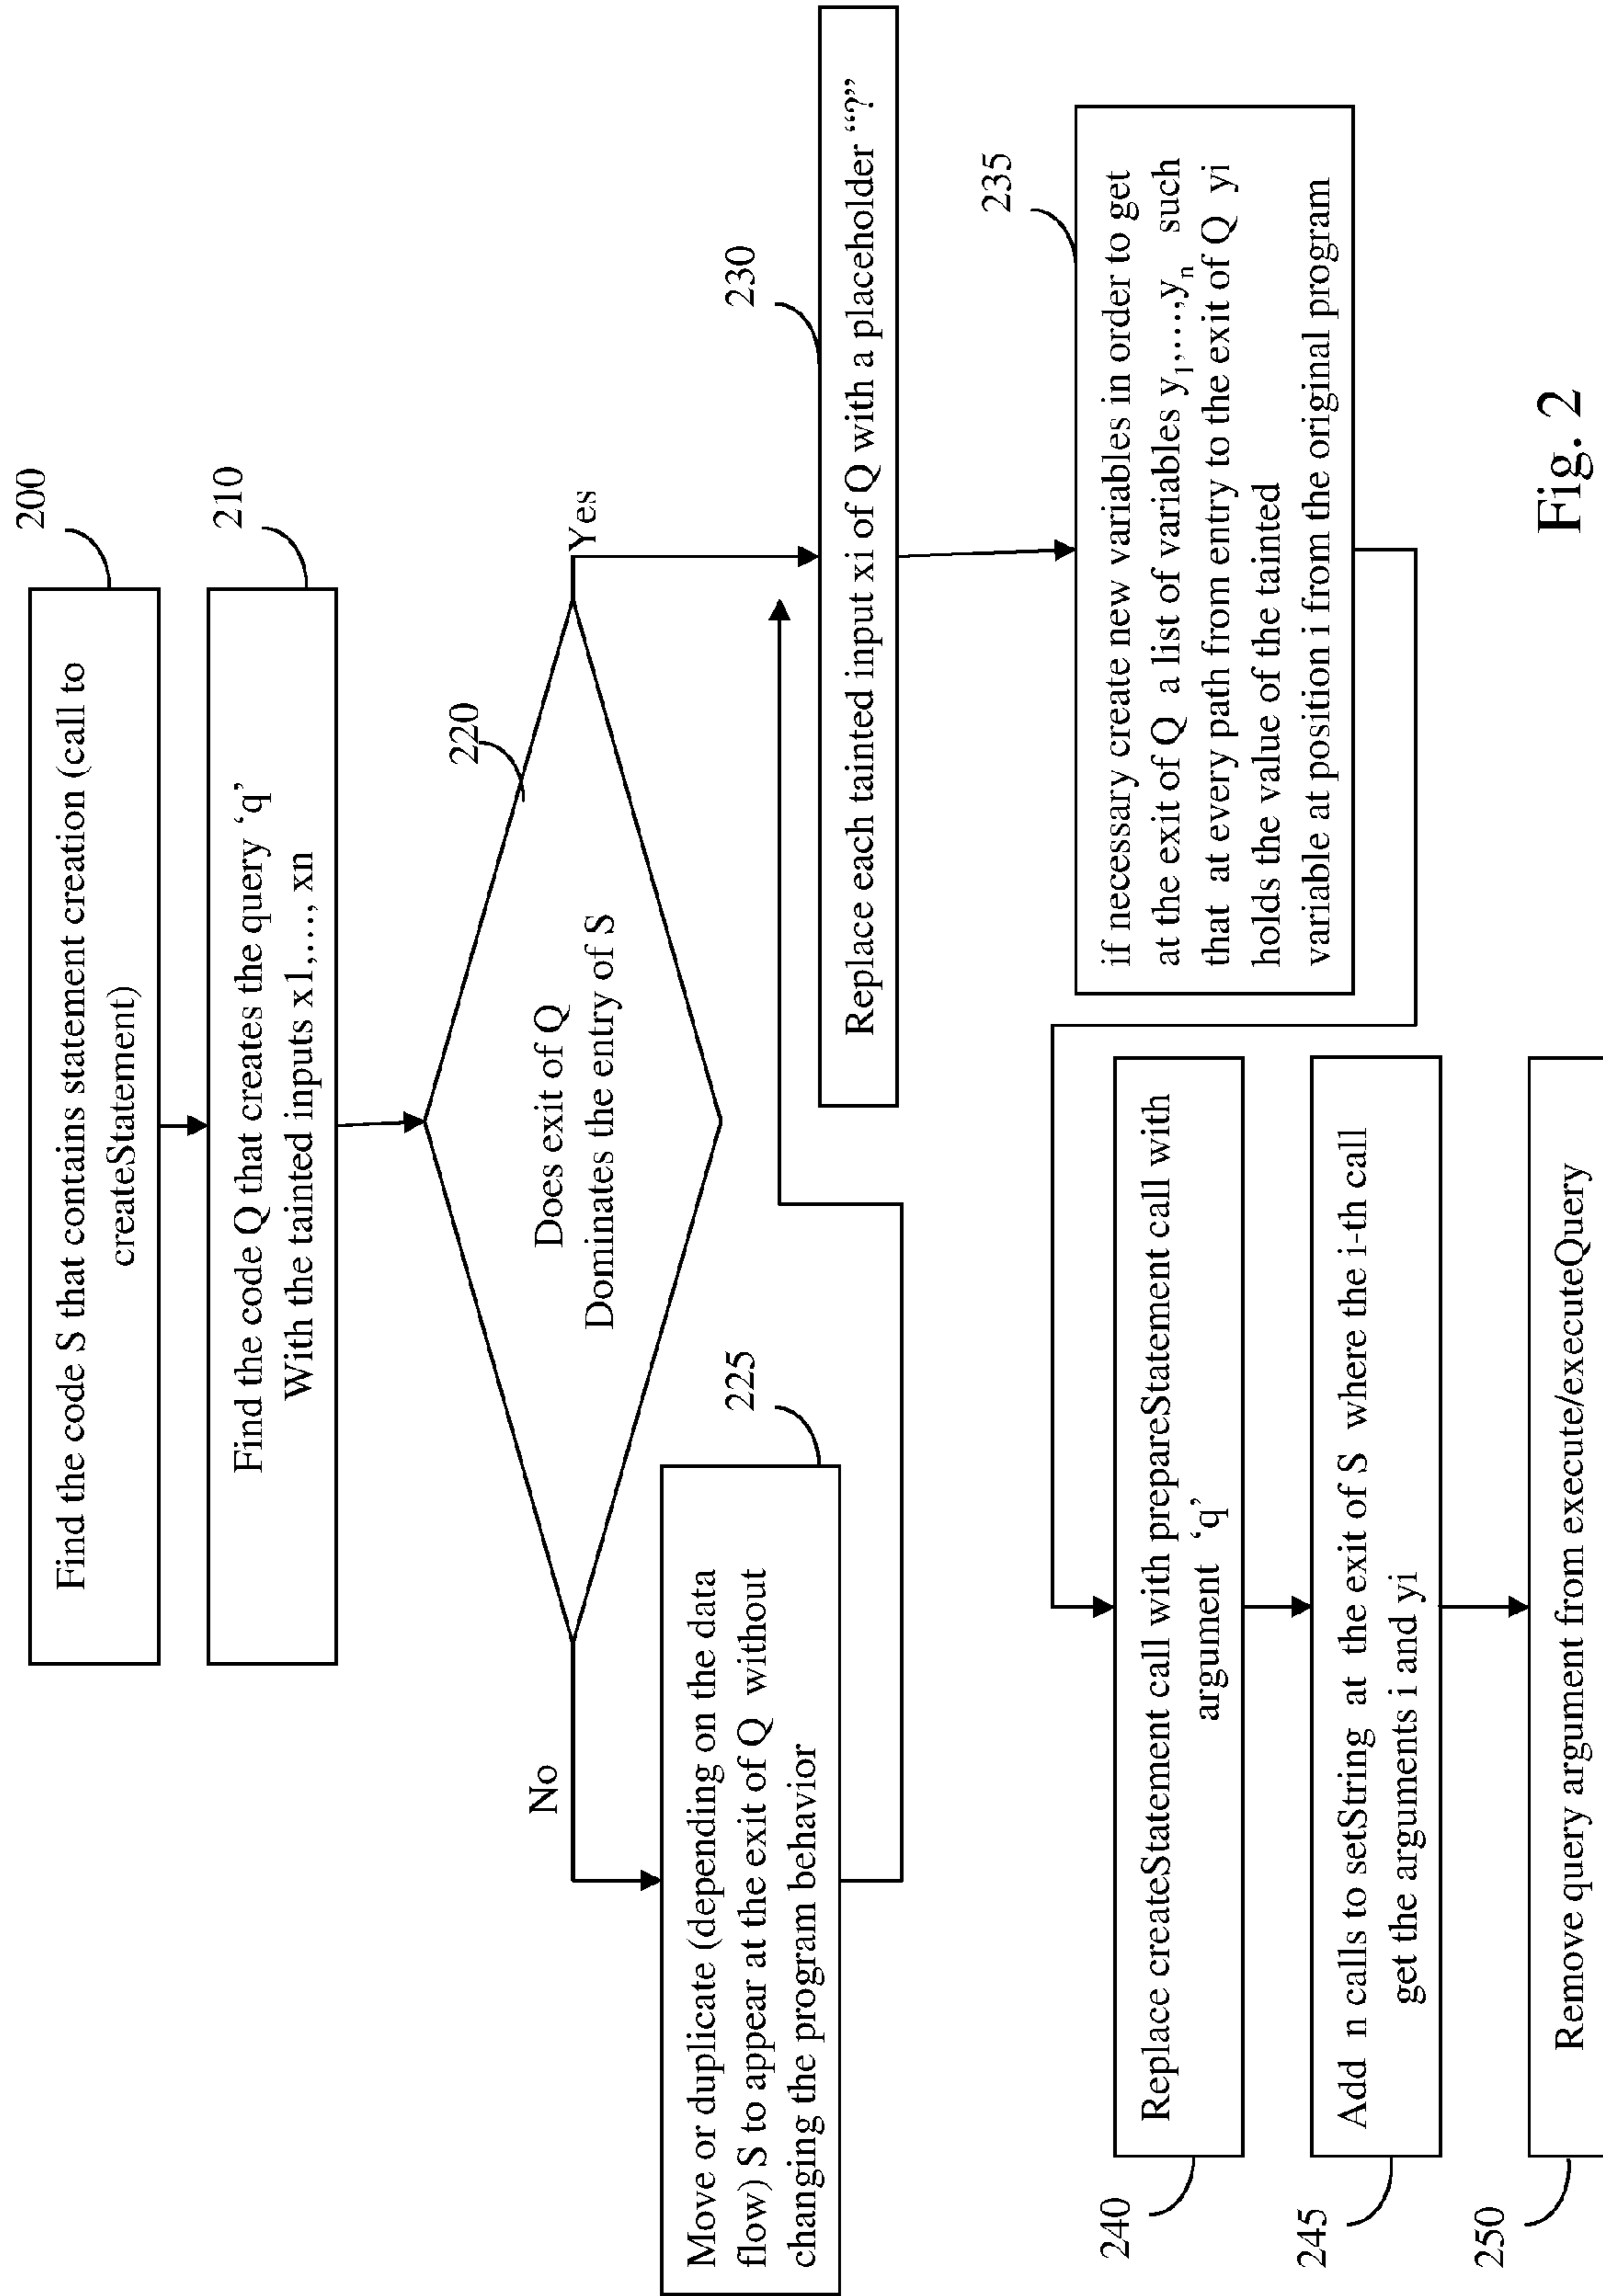 200
Find the code S that contains statement creation (call to
createStatement)
210
Find the code Q that creates the query ‘q’
With the tainted inputs x1,…, xn
220
Does exit of Q
Dominates the entry of S
Yes
No
225
Move or duplicate (depending on the data
flow) S to appear at the exit of Q without
changing the program behavior
230
Replace each tainted input xi of Q with a placeholder “?”
235
if necessary create new variables in order to get
at the exit of Q a list of variables y₁,…,yₙ such
that at every path from entry to the exit of Q yi
holds the value of the tainted
variable at position i from the original program
240
Replace createStatement call with prepareStatement call with
argument ‘q’
245
Add n calls to setString at the exit of S where the i-th call
get the arguments i and yi
250
Remove query argument from execute/executeQuery
Fig. 2